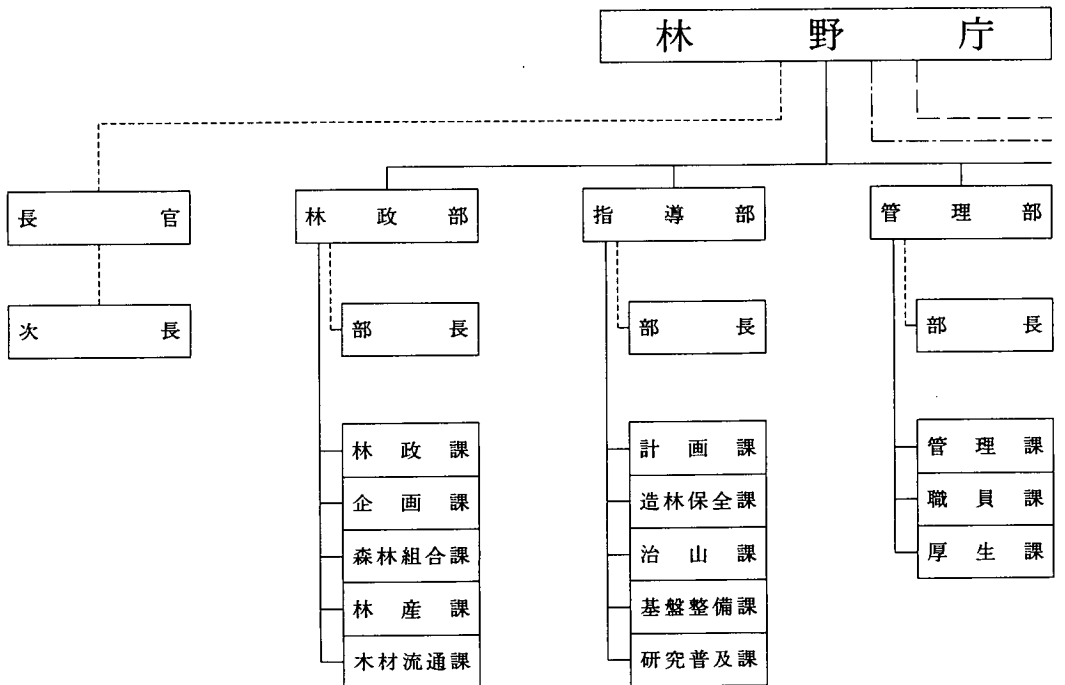 林野庁
長官
次長
林政部
部長
林政課
企画課
森林組合課
林産課
木材流通課
指導部
部長
計画課
造林保全課
治山課
基盤整備課
研究普及課
管理部
部長
管理課
職員課
厚生課